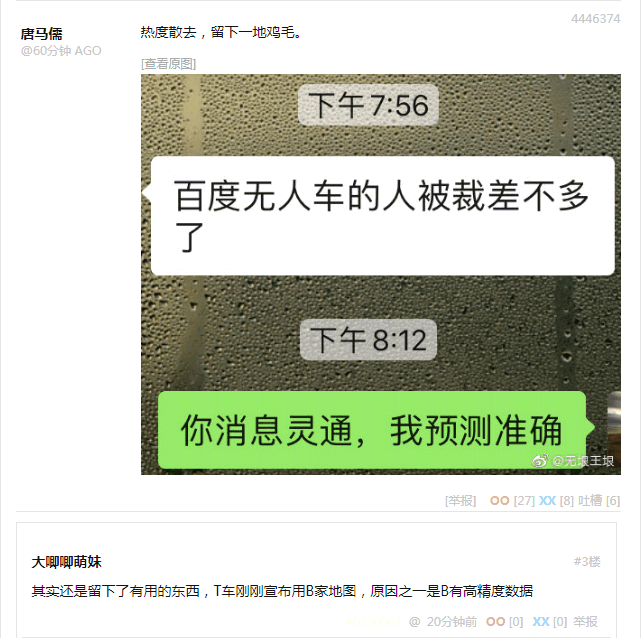 4446374
唐马儒
@60分钟 AGO
热度散去，留下一地鸡毛。
[查看原图]
下午7:56
百度无人车的人被裁差不多
了
下午8:12
你消息灵通，我预测准确
@无垠王垠
[举报] OO [27] XX [8] 吐槽 [6]
大唧唧萌妹 #3楼
其实还是留下了有用的东西，T车刚刚宣布用B家地图，原因之一是B有高精度数据
@ 20分钟前 OO [0] XX [0] 举报